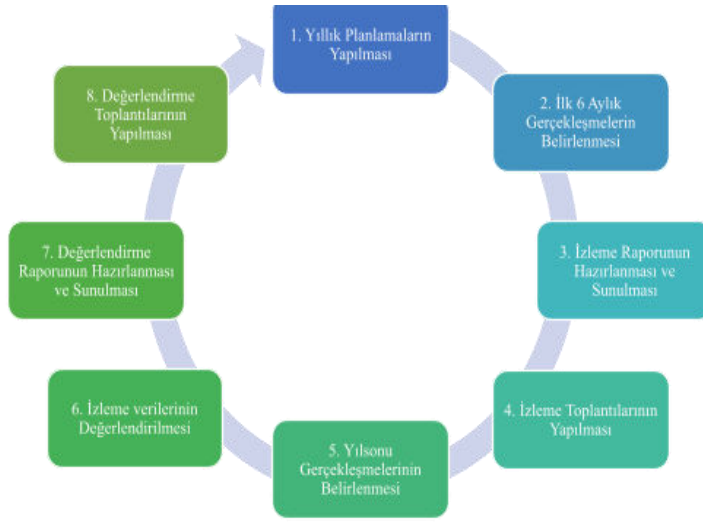 1. Yıllık Planlamaların
Yapılması
2. İlk 6 Aylık
Gerçekleşmelerin
Belirlenmesi
3. İzleme Raporunun
Hazırlanması ve
Sunulması
4. İzleme Toplantılarının
Yapılması
5. Yılsonu
Gerçekleşmelerinin
Belirlenmesi
6. İzleme verilerinin
Değerlendirilmesi
7. Değerlendirme
Raporunun Hazırlanması
ve Sunulması
8. Değerlendirme
Toplantılarının
Yapılması